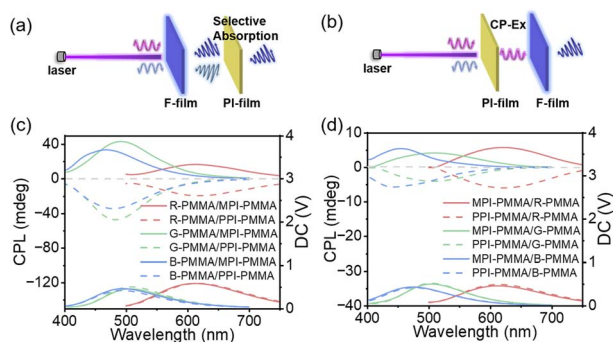 (a)
Selective
Absorption
laser
F-film
PI-film
(b)
CP-Ex
laser
PI-film
F-film
(c)
40
0
−40
−80
−120
CPL (mdeg)
4
3
2
1
0
DC (V)
R-PMMA/MPI-PMMA
R-PMMA/PPI-PMMA
G-PMMA/MPI-PMMA
G-PMMA/PPI-PMMA
B-PMMA/MPI-PMMA
B-PMMA/PPI-PMMA
400 500 600 700
Wavelength (nm)
(d)
10
0
−10
−20
−30
−40
CPL (mdeg)
4
3
2
1
0
DC (V)
MPI-PMMA/R-PMMA
PPI-PMMA/R-PMMA
MPI-PMMA/G-PMMA
PPI-PMMA/G-PMMA
MPI-PMMA/B-PMMA
PPI-PMMA/B-PMMA
400 500 600 700
Wavelength (nm)